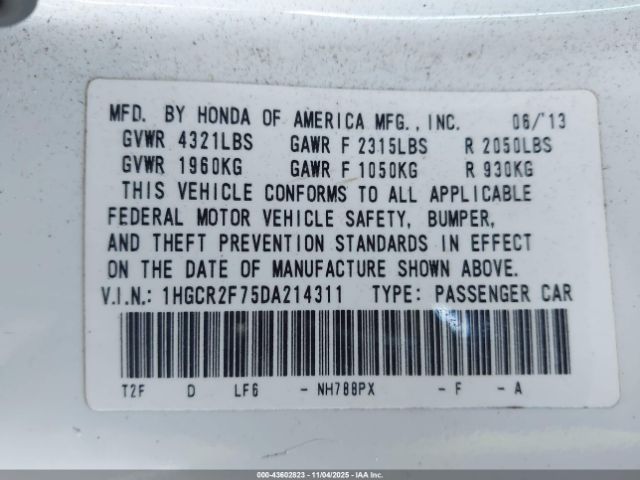 MFD. BY HONDA OF AMERICA MFG., INC. 06/'13
GVWR 4321LBS GAWR F 2315LBS R 2050LBS
GVWR 1960KG GAWR F 1050KG R 930KG
THIS VEHICLE CONFORMS TO ALL APPLICABLE
FEDERAL MOTOR VEHICLE SAFETY, BUMPER,
AND THEFT PREVENTION STANDARDS IN EFFECT
ON THE DATE OF MANUFACTURE SHOWN ABOVE.
V.I.N.: 1HGCR2F75DA214311 TYPE: PASSENGER CAR
T2F D LF6 - NH788PX - F - A
000-43602823 - 11/04/2025 - IAA, Inc.